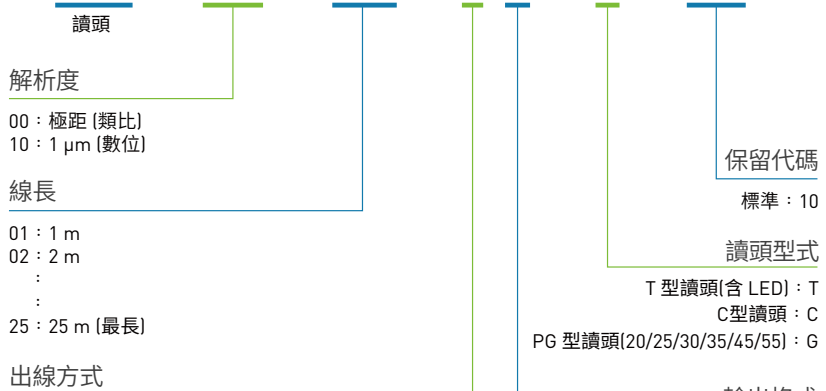 讀頭
解析度
00：極距 (類比)
10：1 µm (數位)
線長
01：1 m
02：2 m
：
：
25：25 m (最長)
出線方式
保留代碼
標準：10
讀頭型式
T 型讀頭(含 LED)：T
C型讀頭：C
PG 型讀頭(20/25/30/35/45/55)：G